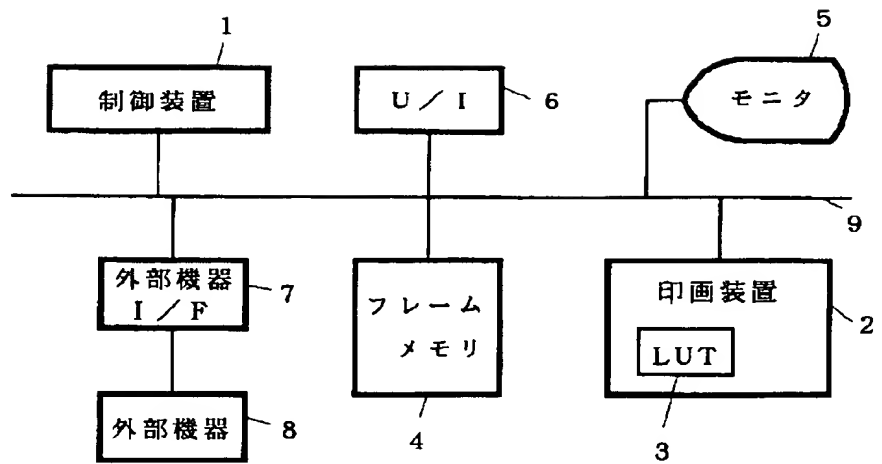 1
制御装置
U/I
6
5
モニタ
9
外部機器
I/F
7
フレーム
メモリ
4
印画装置
2
LUT
3
外部機器
8